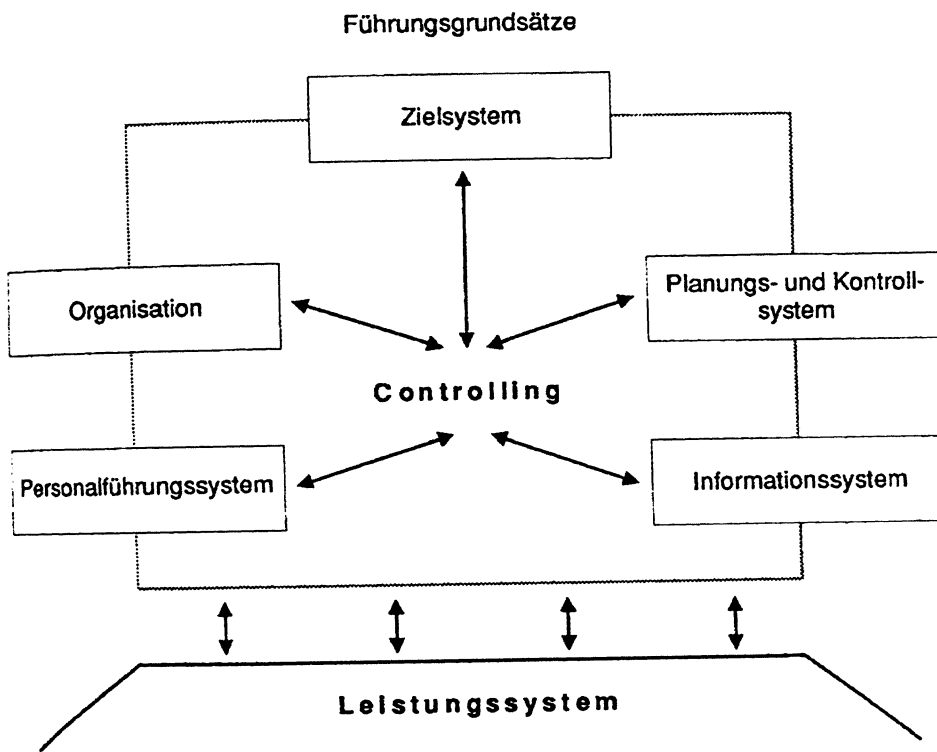 Führungsgrundsätze
Zielsystem
Organisation
Planungs- und Kontroll-
system
Controlling
Personalführungssystem
Informationssystem
Leistungssystem